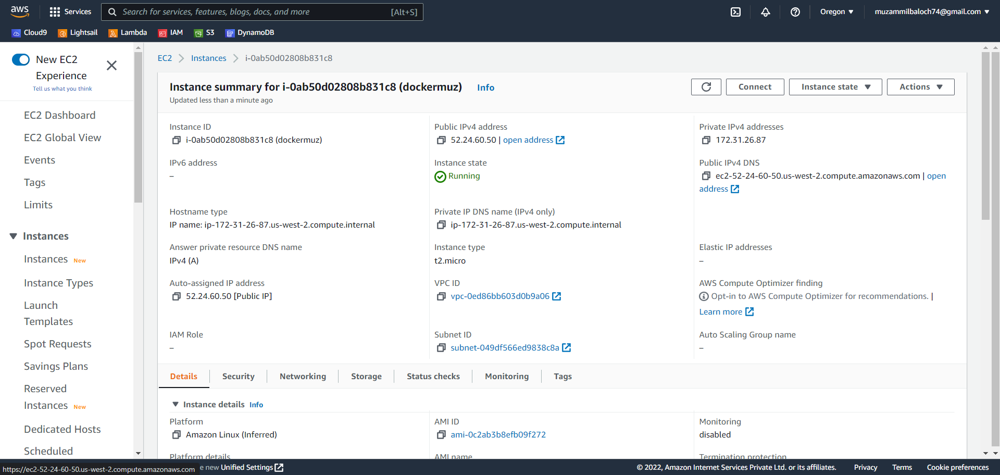 aws
Services
Search for services, features, blogs, docs, and more
[Alt+S]
Oregon ▼
muzammilbaloch74@gmail.com ▼
Cloud9
Lightsail
Lambda
IAM
S3
DynamoDB
New EC2
Experience
Tell us what you think
EC2 Dashboard
EC2 Global View
Events
Tags
Limits
Instances
Instances New
Instance Types
Launch
Templates
Spot Requests
Savings Plans
Reserved
Instances New
Dedicated Hosts
Scheduled
EC2 > Instances > i-0ab50d02808b831c8
Instance summary for i-0ab50d02808b831c8 (dockermuz) Info
Updated less than a minute ago
Connect
Instance state ▼
Actions ▼
Instance ID
i-0ab50d02808b831c8 (dockermuz)
Public IPv4 address
52.24.60.50 | open address
Private IPv4 addresses
172.31.26.87
IPv6 address
–
Instance state
Running
Public IPv4 DNS
ec2-52-24-60-50.us-west-2.compute.amazonaws.com | open
address
Hostname type
IP name: ip-172-31-26-87.us-west-2.compute.internal
Private IP DNS name (IPv4 only)
ip-172-31-26-87.us-west-2.compute.internal
Answer private resource DNS name
IPv4 (A)
Instance type
t2.micro
Elastic IP addresses
–
Auto-assigned IP address
52.24.60.50 [Public IP]
VPC ID
vpc-0ed86bb603d0b9a06
AWS Compute Optimizer finding
Opt-in to AWS Compute Optimizer for recommendations. |
Learn more
IAM Role
–
Subnet ID
subnet-049df566ed9838c8a
Auto Scaling Group name
–
Details
Security
Networking
Storage
Status checks
Monitoring
Tags
Instance details Info
Platform
Amazon Linux (Inferred)
AMI ID
ami-0c2ab3b8efb09f272
Monitoring
disabled
Platform details
AMI name
Termination protection
https://ec2-52-24-60-50.us-west-2.compute.amazonaws.com
e new Unified Settings
© 2022, Amazon Internet Services Private Ltd. or its affiliates.
Privacy
Terms
Cookie preferences